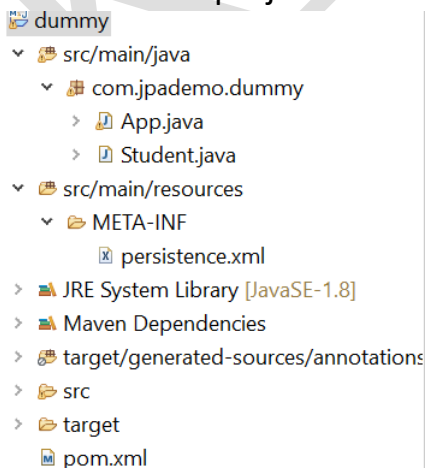 dummy
src/main/java
com.jpademo.dummy
App.java
Student.java
src/main/resources
META-INF
persistence.xml
JRE System Library [JavaSE-1.8]
Maven Dependencies
target/generated-sources/annotations
src
target
pom.xml